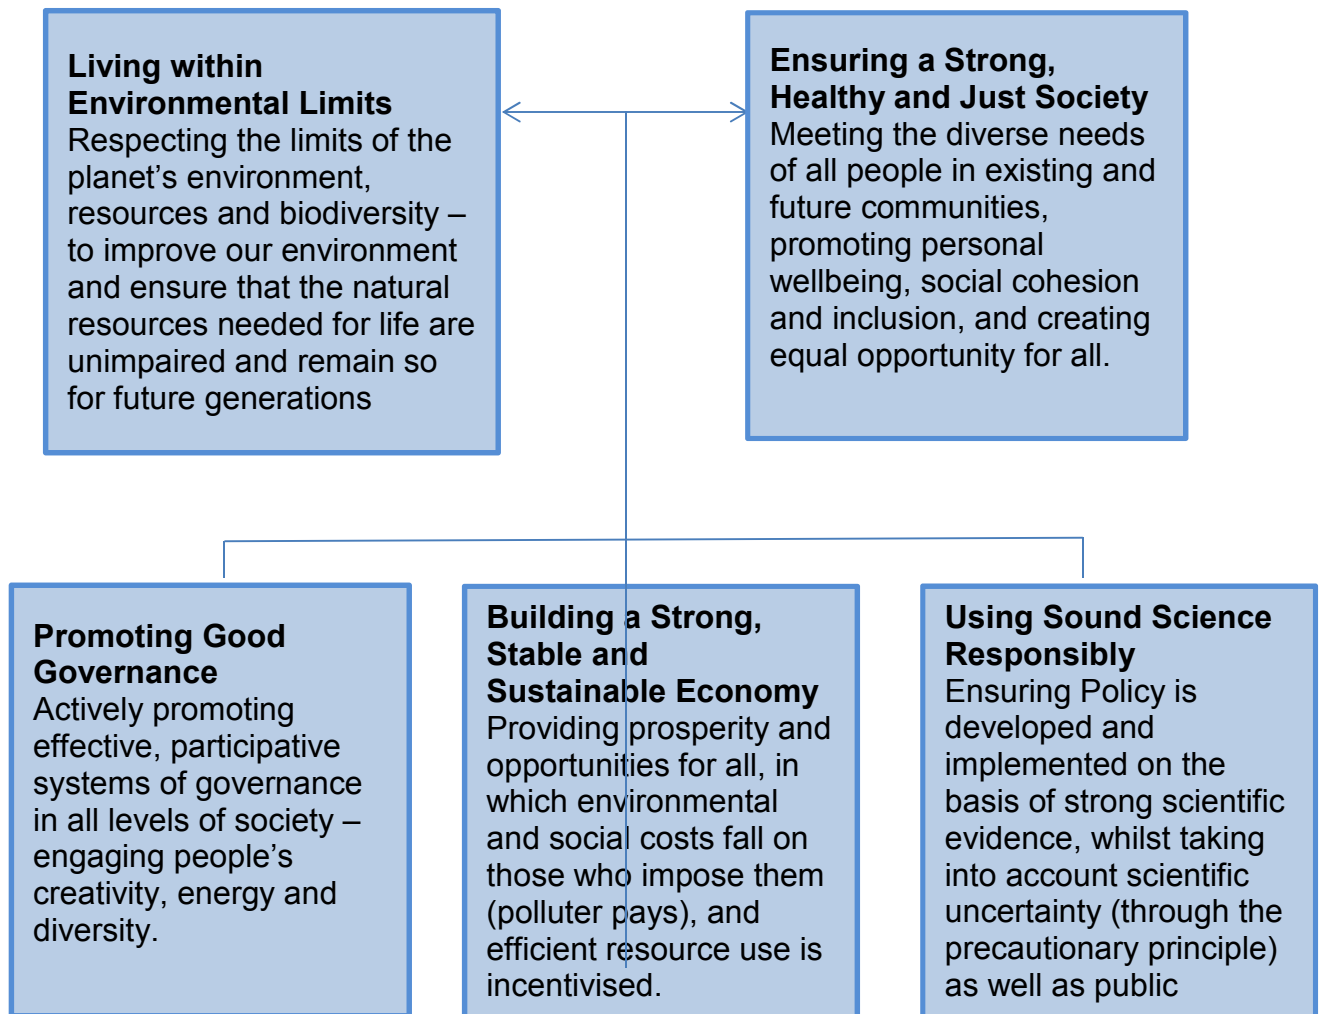 Living within
Environmental Limits
Respecting the limits of the
planet’s environment,
resources and biodiversity –
to improve our environment
and ensure that the natural
resources needed for life are
unimpaired and remain so
for future generations
Ensuring a Strong,
Healthy and Just Society
Meeting the diverse needs
of all people in existing and
future communities,
promoting personal
wellbeing, social cohesion
and inclusion, and creating
equal opportunity for all.
Promoting Good
Governance
Actively promoting
effective, participative
systems of governance
in all levels of society –
engaging people’s
creativity, energy and
diversity.
Building a Strong,
Stable and
Sustainable Economy
Providing prosperity and
opportunities for all, in
which environmental
and social costs fall on
those who impose them
(polluter pays), and
efficient resource use is
incentivised.
Using Sound Science
Responsibly
Ensuring Policy is
developed and
implemented on the
basis of strong scientific
evidence, whilst taking
into account scientific
uncertainty (through the
precautionary principle)
as well as public